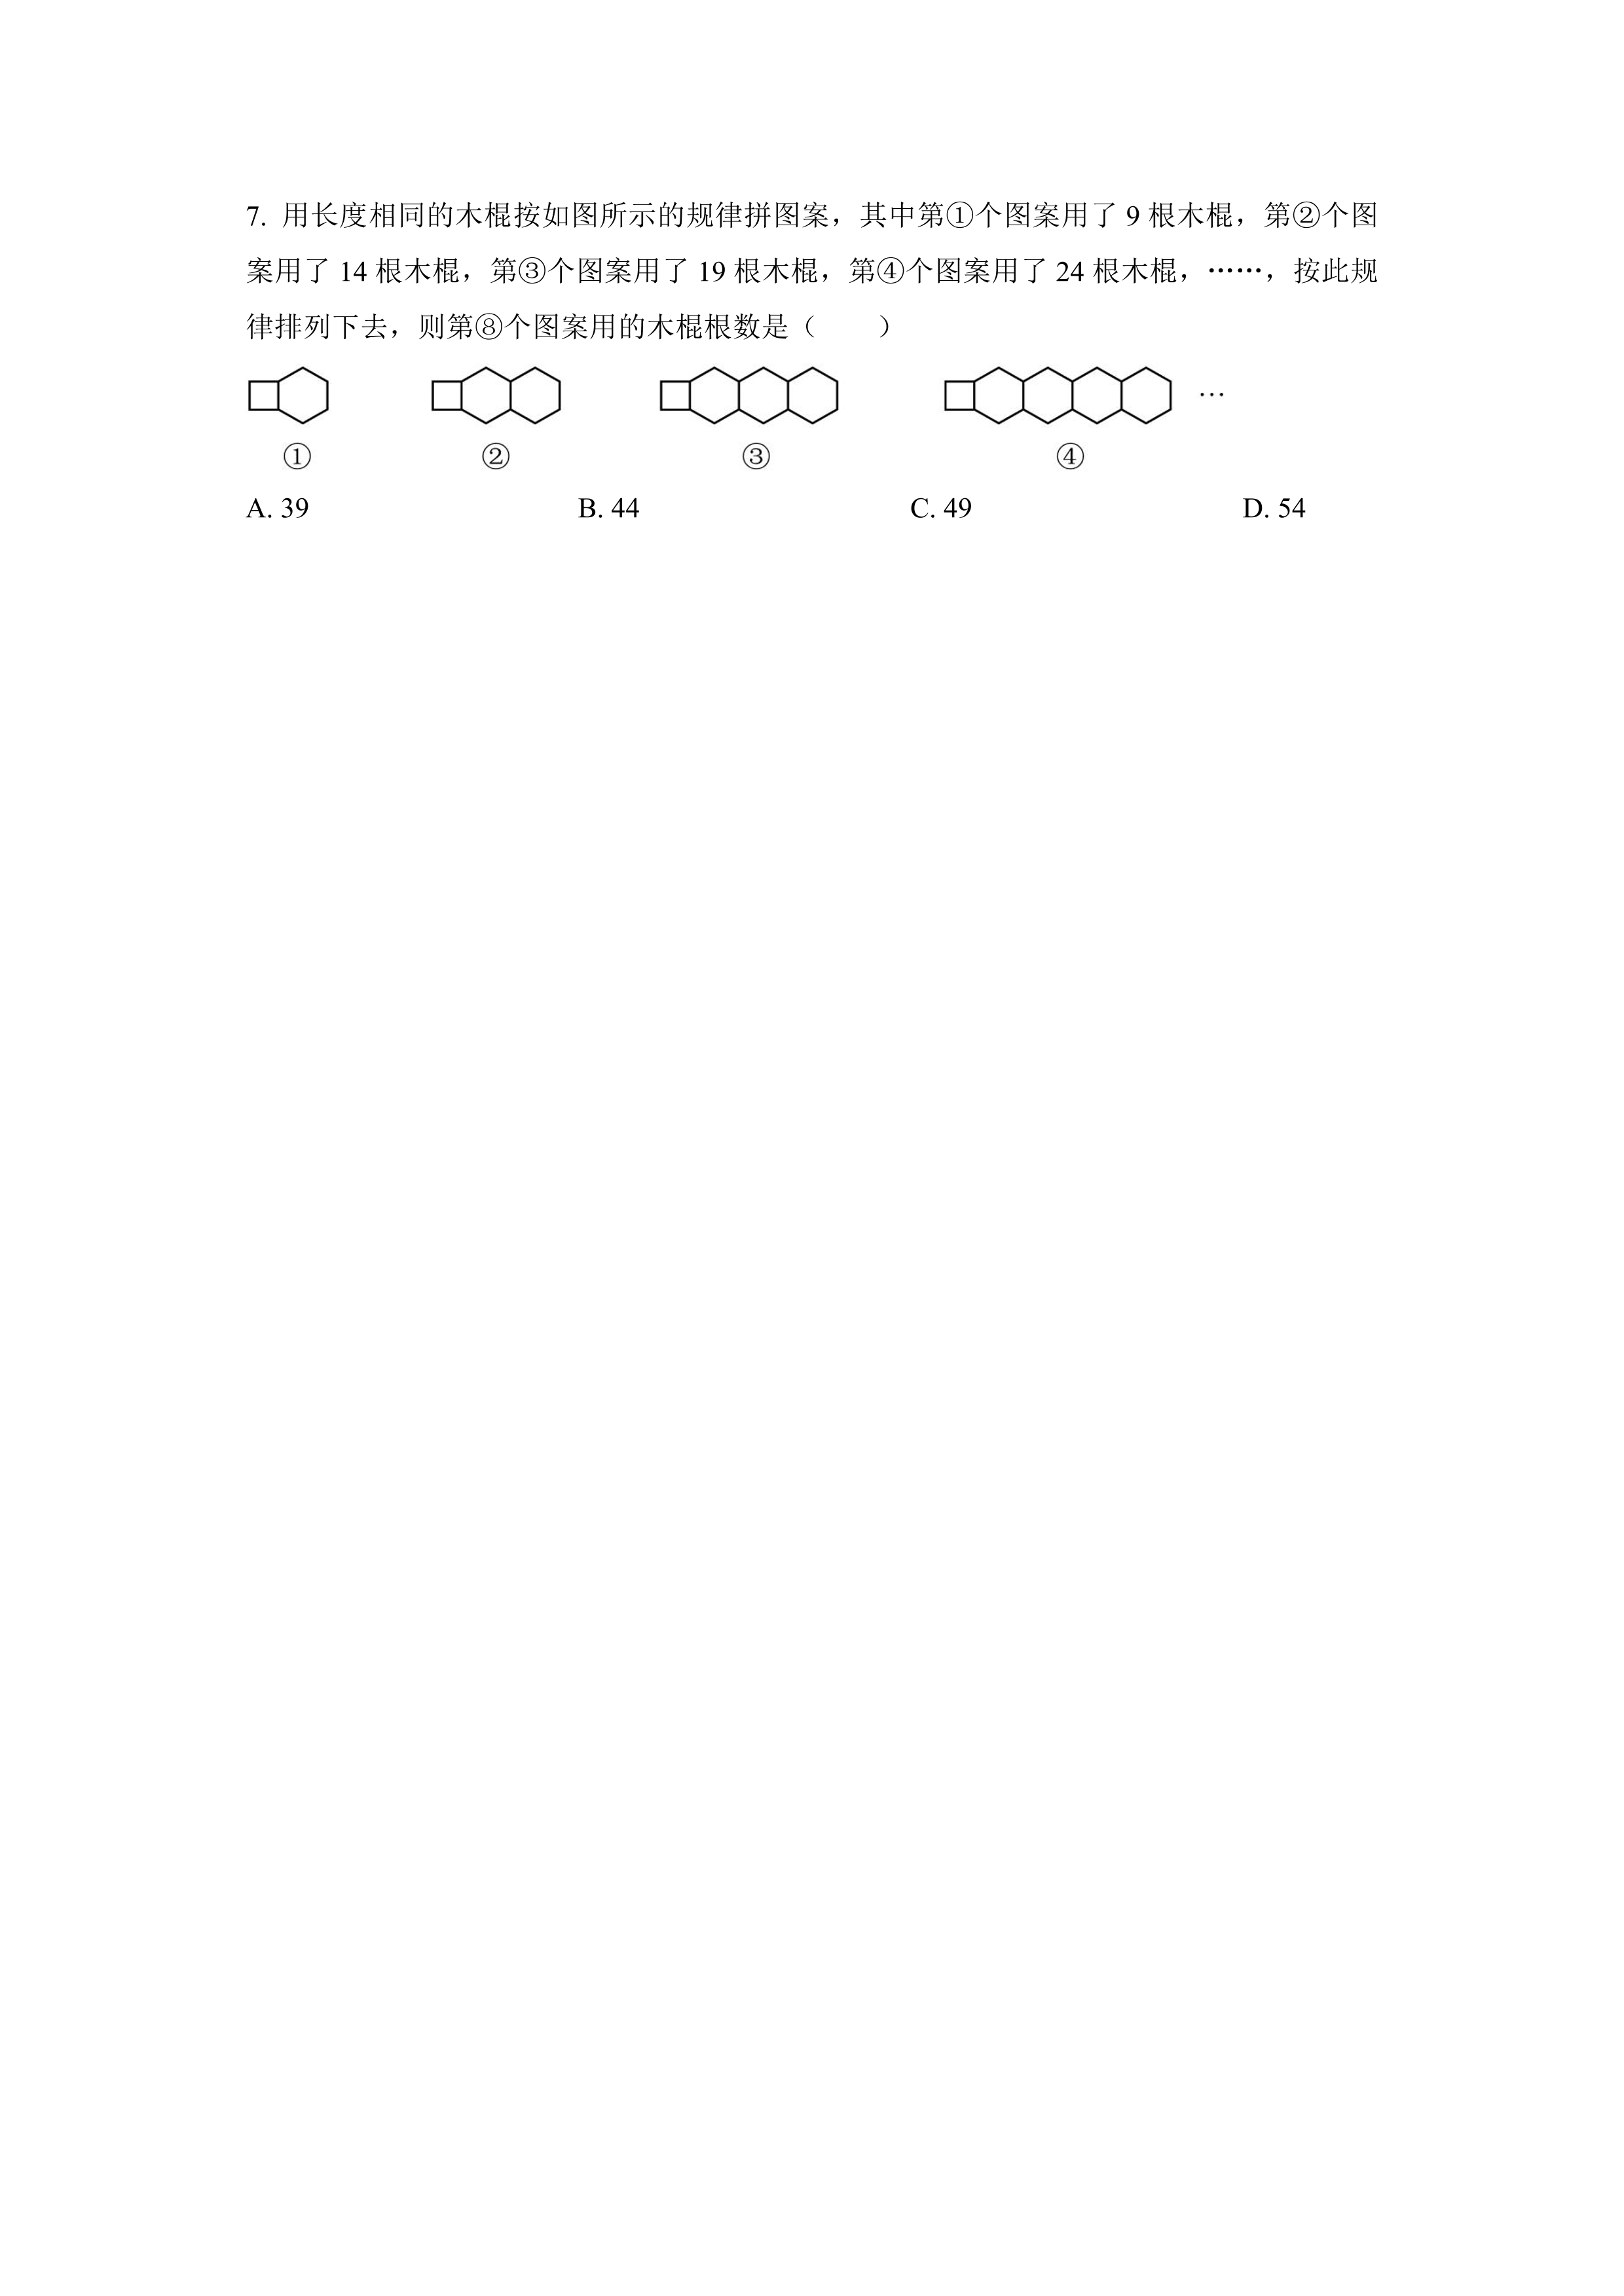 7. 用长度相同的木棍按如图所示的规律拼图案，其中第①个图案用了 9 根木棍，第②个图
案用了 14 根木棍，第③个图案用了 19 根木棍，第④个图案用了 24 根木棍，……，按此规
律排列下去，则第⑧个图案用的木棍根数是（  ）
…
① ② ③ ④
A. 39 B. 44 C. 49 D. 54